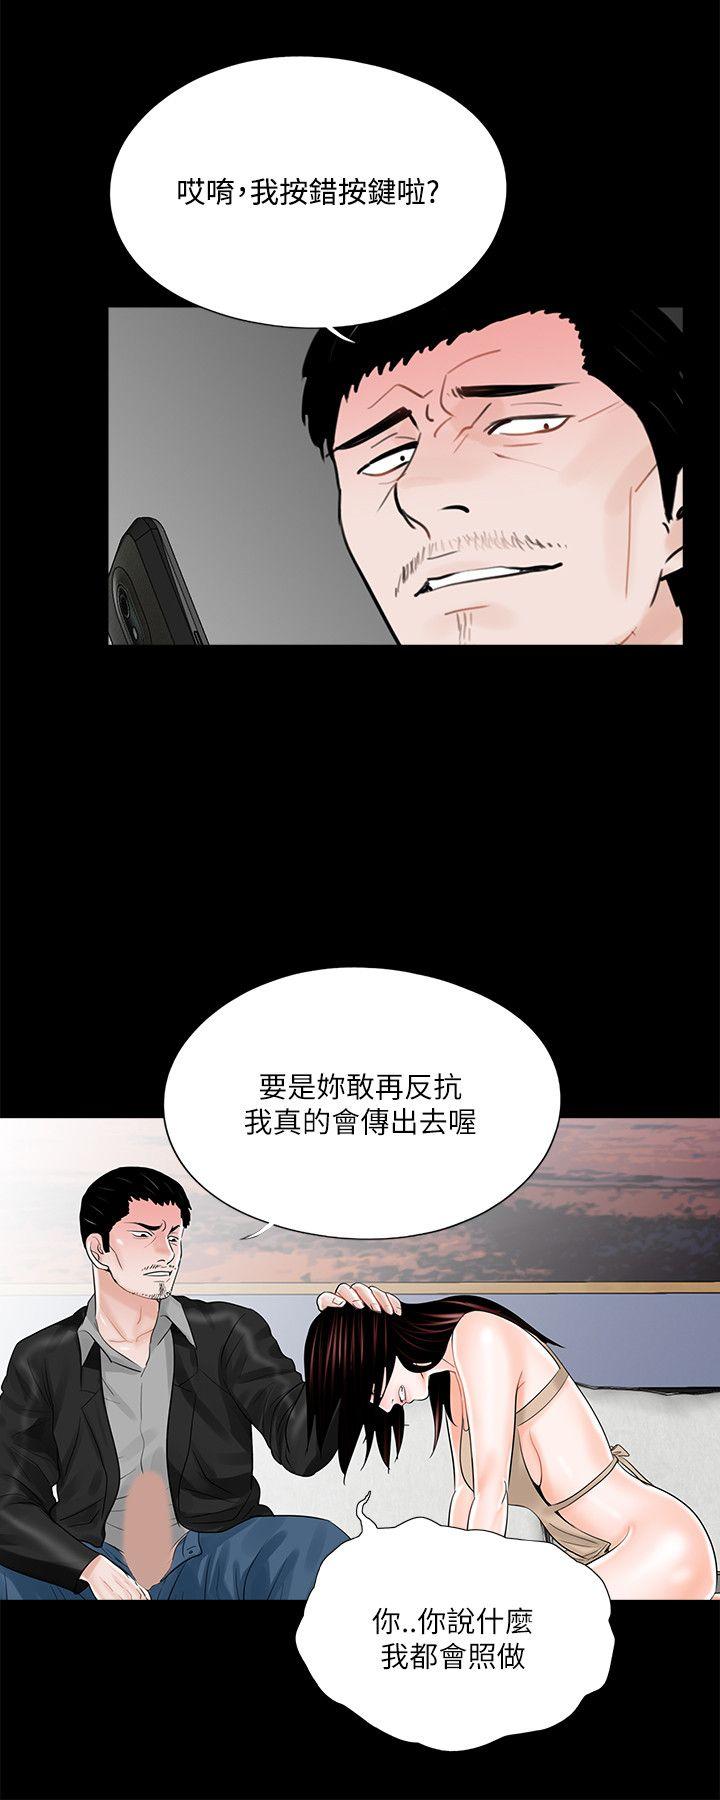 哎唷，我按錯按鍵啦?
要是妳敢再反抗
我真的會傳出去喔
你..你說什麼
我都會照做